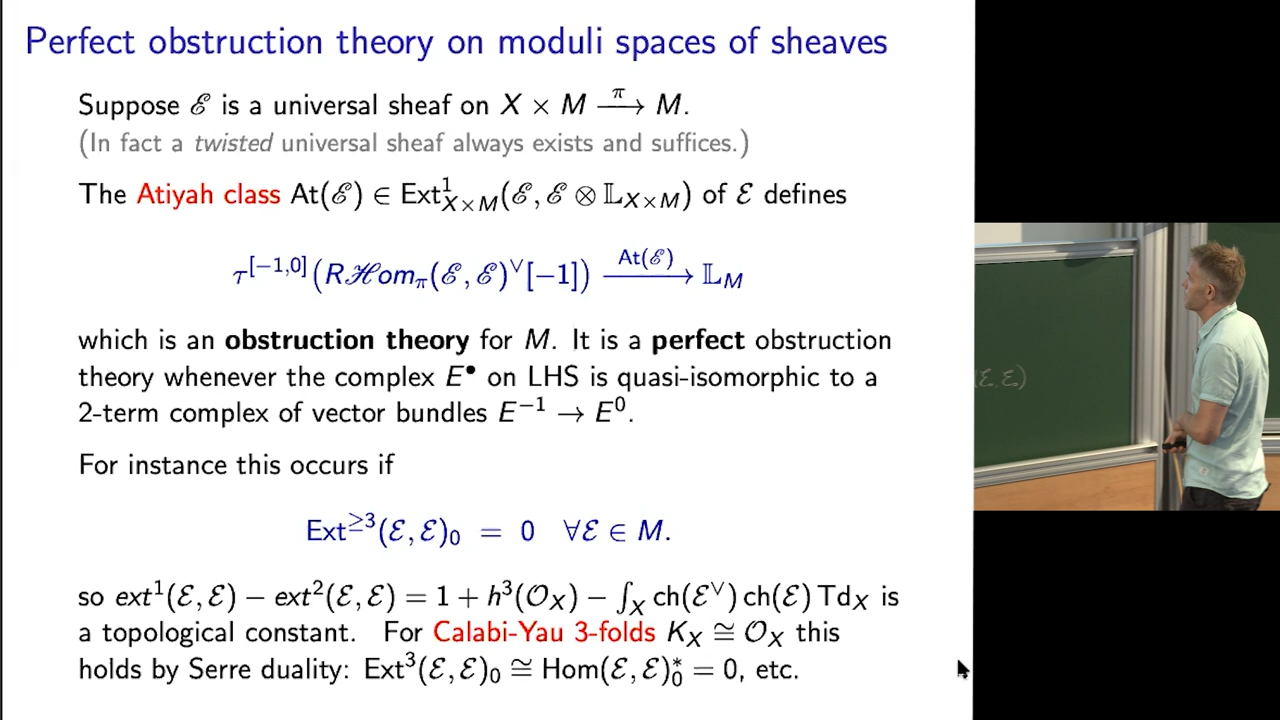 Perfect obstruction theory on moduli spaces of sheaves
Suppose ℰ is a universal sheaf on X × M —π→ M.
(In fact a twisted universal sheaf always exists and suffices.)
The Atiyah class At(ℰ) ∈ Ext¹_{X×M}(ℰ, ℰ ⊗ 𝕃_{X×M}) of ℰ defines
τ^{[−1,0]}(Rℋom_π(ℰ, ℰ)^∨[−1]) —At(ℰ)→ 𝕃_M
which is an obstruction theory for M. It is a perfect obstruction
theory whenever the complex E^• on LHS is quasi-isomorphic to a
2-term complex of vector bundles E^{−1} → E^0.
For instance this occurs if
Ext^{≥3}(ℰ, ℰ)_0 = 0 ∀ℰ ∈ M.
so ext¹(ℰ, ℰ) − ext²(ℰ, ℰ) = 1 + h³(𝒪_X) − ∫_X ch(ℰ^∨) ch(ℰ) Td_X is
a topological constant. For Calabi-Yau 3-folds K_X ≅ 𝒪_X this
holds by Serre duality: Ext³(ℰ, ℰ)_0 ≅ Hom(ℰ, ℰ)_0^* = 0, etc.
(ℰ, ℰ)